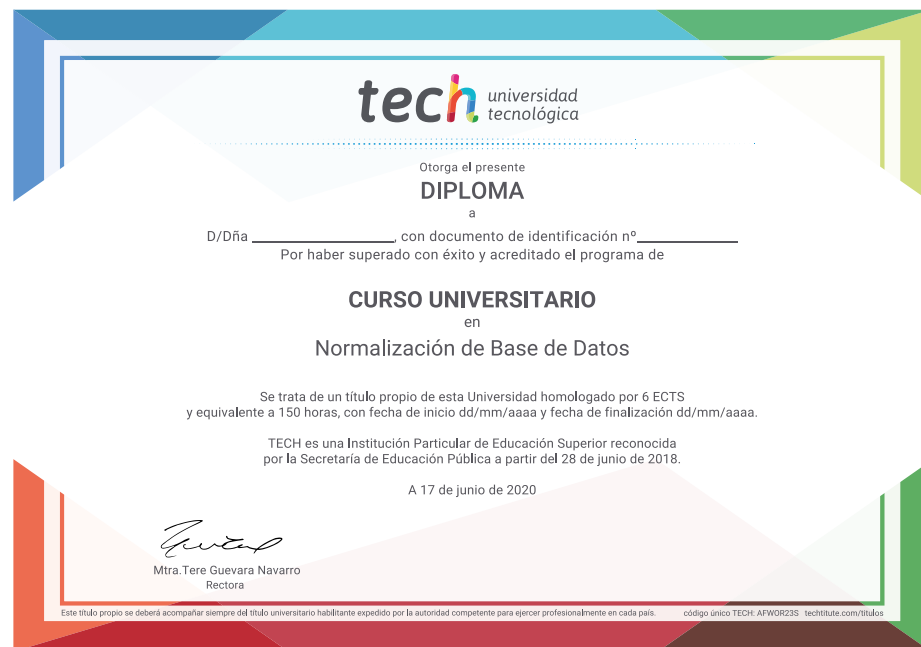 tech universidad
tecnológica
Otorga el presente
DIPLOMA
a
D/Dña ____________, con documento de identificación nº____________
Por haber superado con éxito y acreditado el programa de
CURSO UNIVERSITARIO
en
Normalización de Base de Datos
Se trata de un título propio de esta Universidad homologado por 6 ECTS
y equivalente a 150 horas, con fecha de inicio dd/mm/aaaa y fecha de finalización dd/mm/aaaa.
TECH es una Institución Particular de Educación Superior reconocida
por la Secretaría de Educación Pública a partir del 28 de junio de 2018.
A 17 de junio de 2020
Mtra.Tere Guevara Navarro
Rectora
Este título propio se deberá acompañar siempre del título universitario habilitante expedido por la autoridad competente para ejercer profesionalmente en cada país. código único TECH: AFWOR23S techtitute.com/titulos